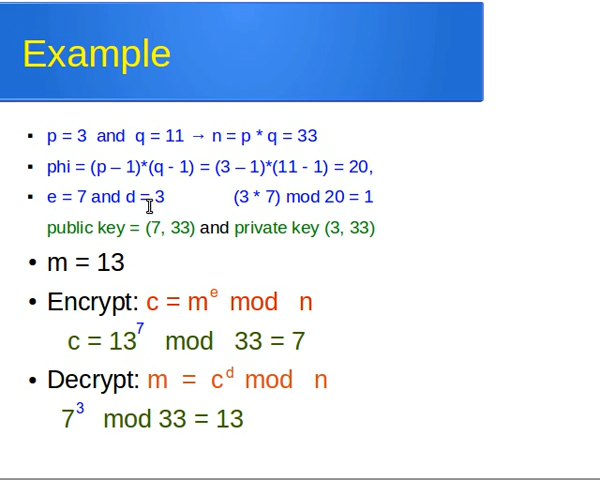 Example
▪ p = 3 and q = 11 → n = p * q = 33
▪ phi = (p – 1)*(q - 1) = (3 – 1)*(11 - 1) = 20,
▪ e = 7 and d = 3 (3 * 7) mod 20 = 1
public key = (7, 33) and private key (3, 33)
• m = 13
• Encrypt: c = m^e mod n
c = 13^7 mod 33 = 7
• Decrypt: m = c^d mod n
7^3 mod 33 = 13